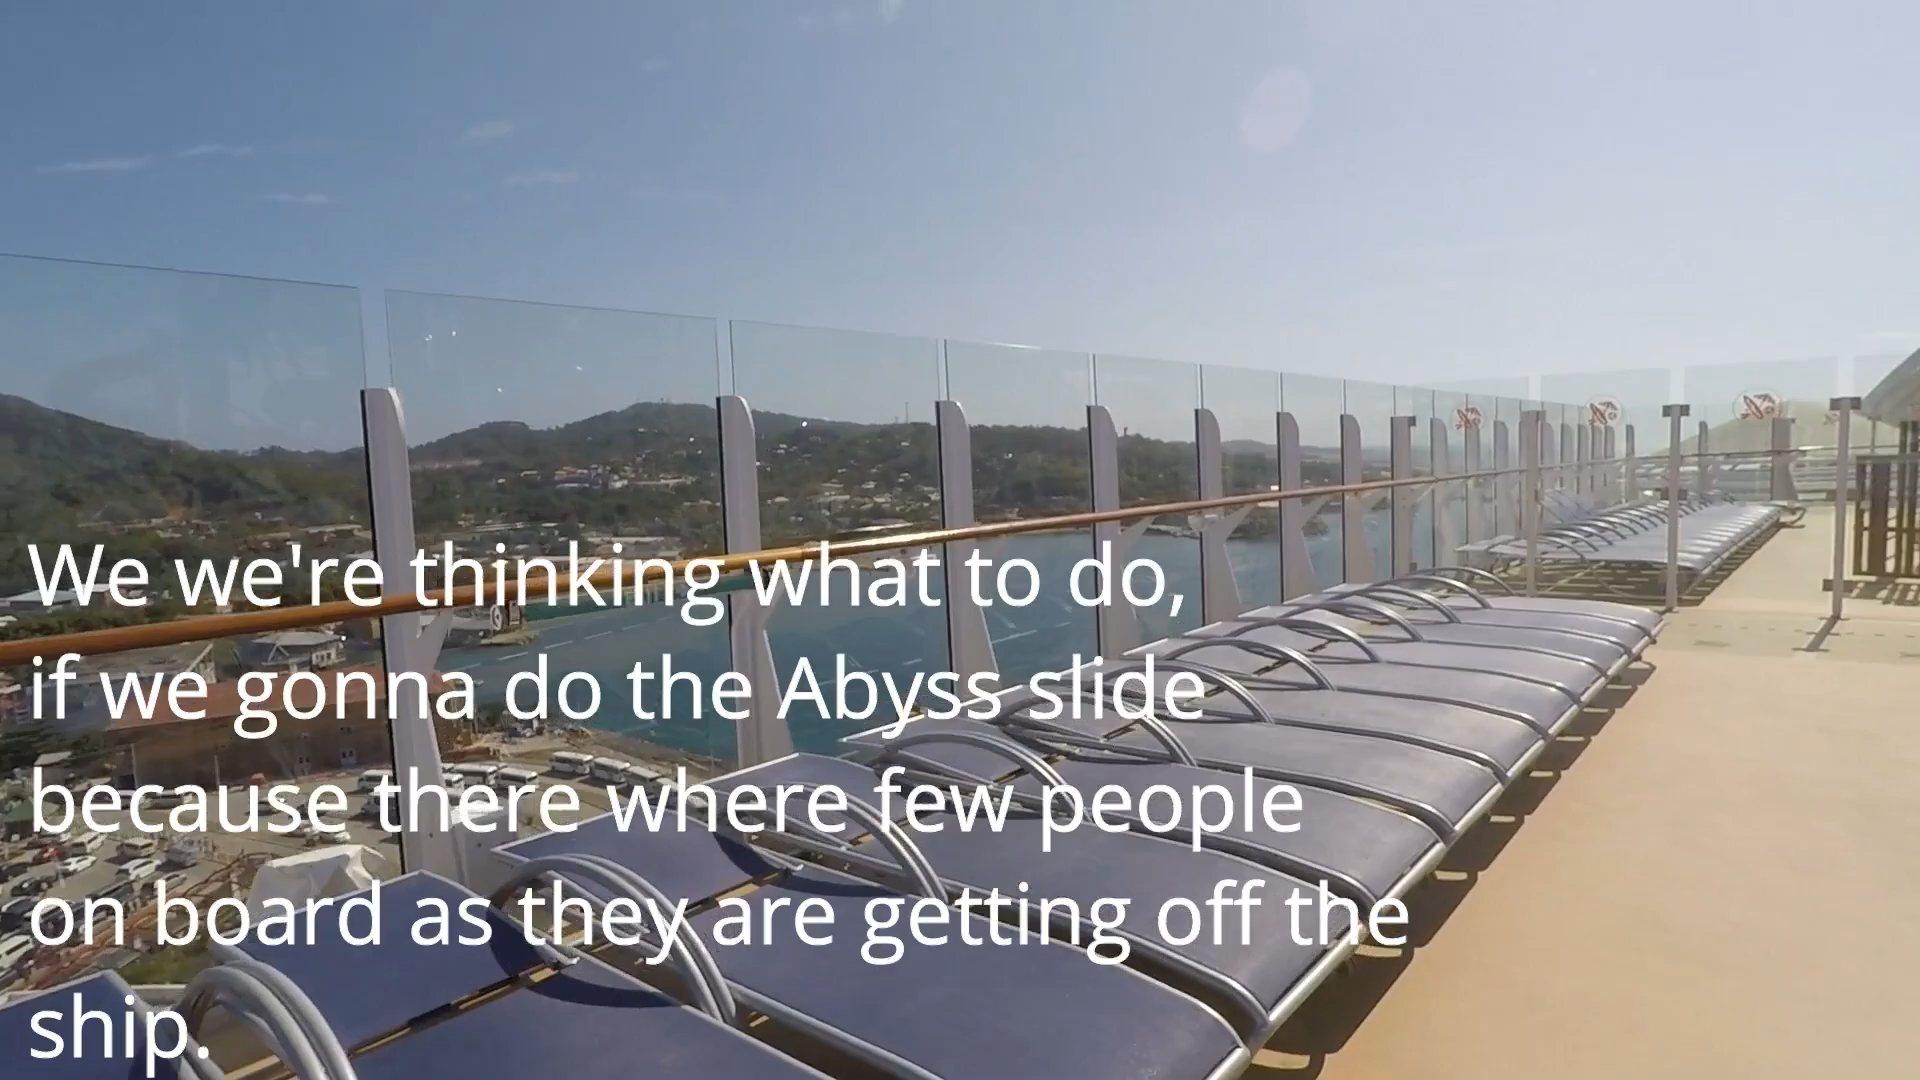 We we're thinking what to do,
if we gonna do the Abyss slide
because there where few people
on board as they are getting off the
ship.